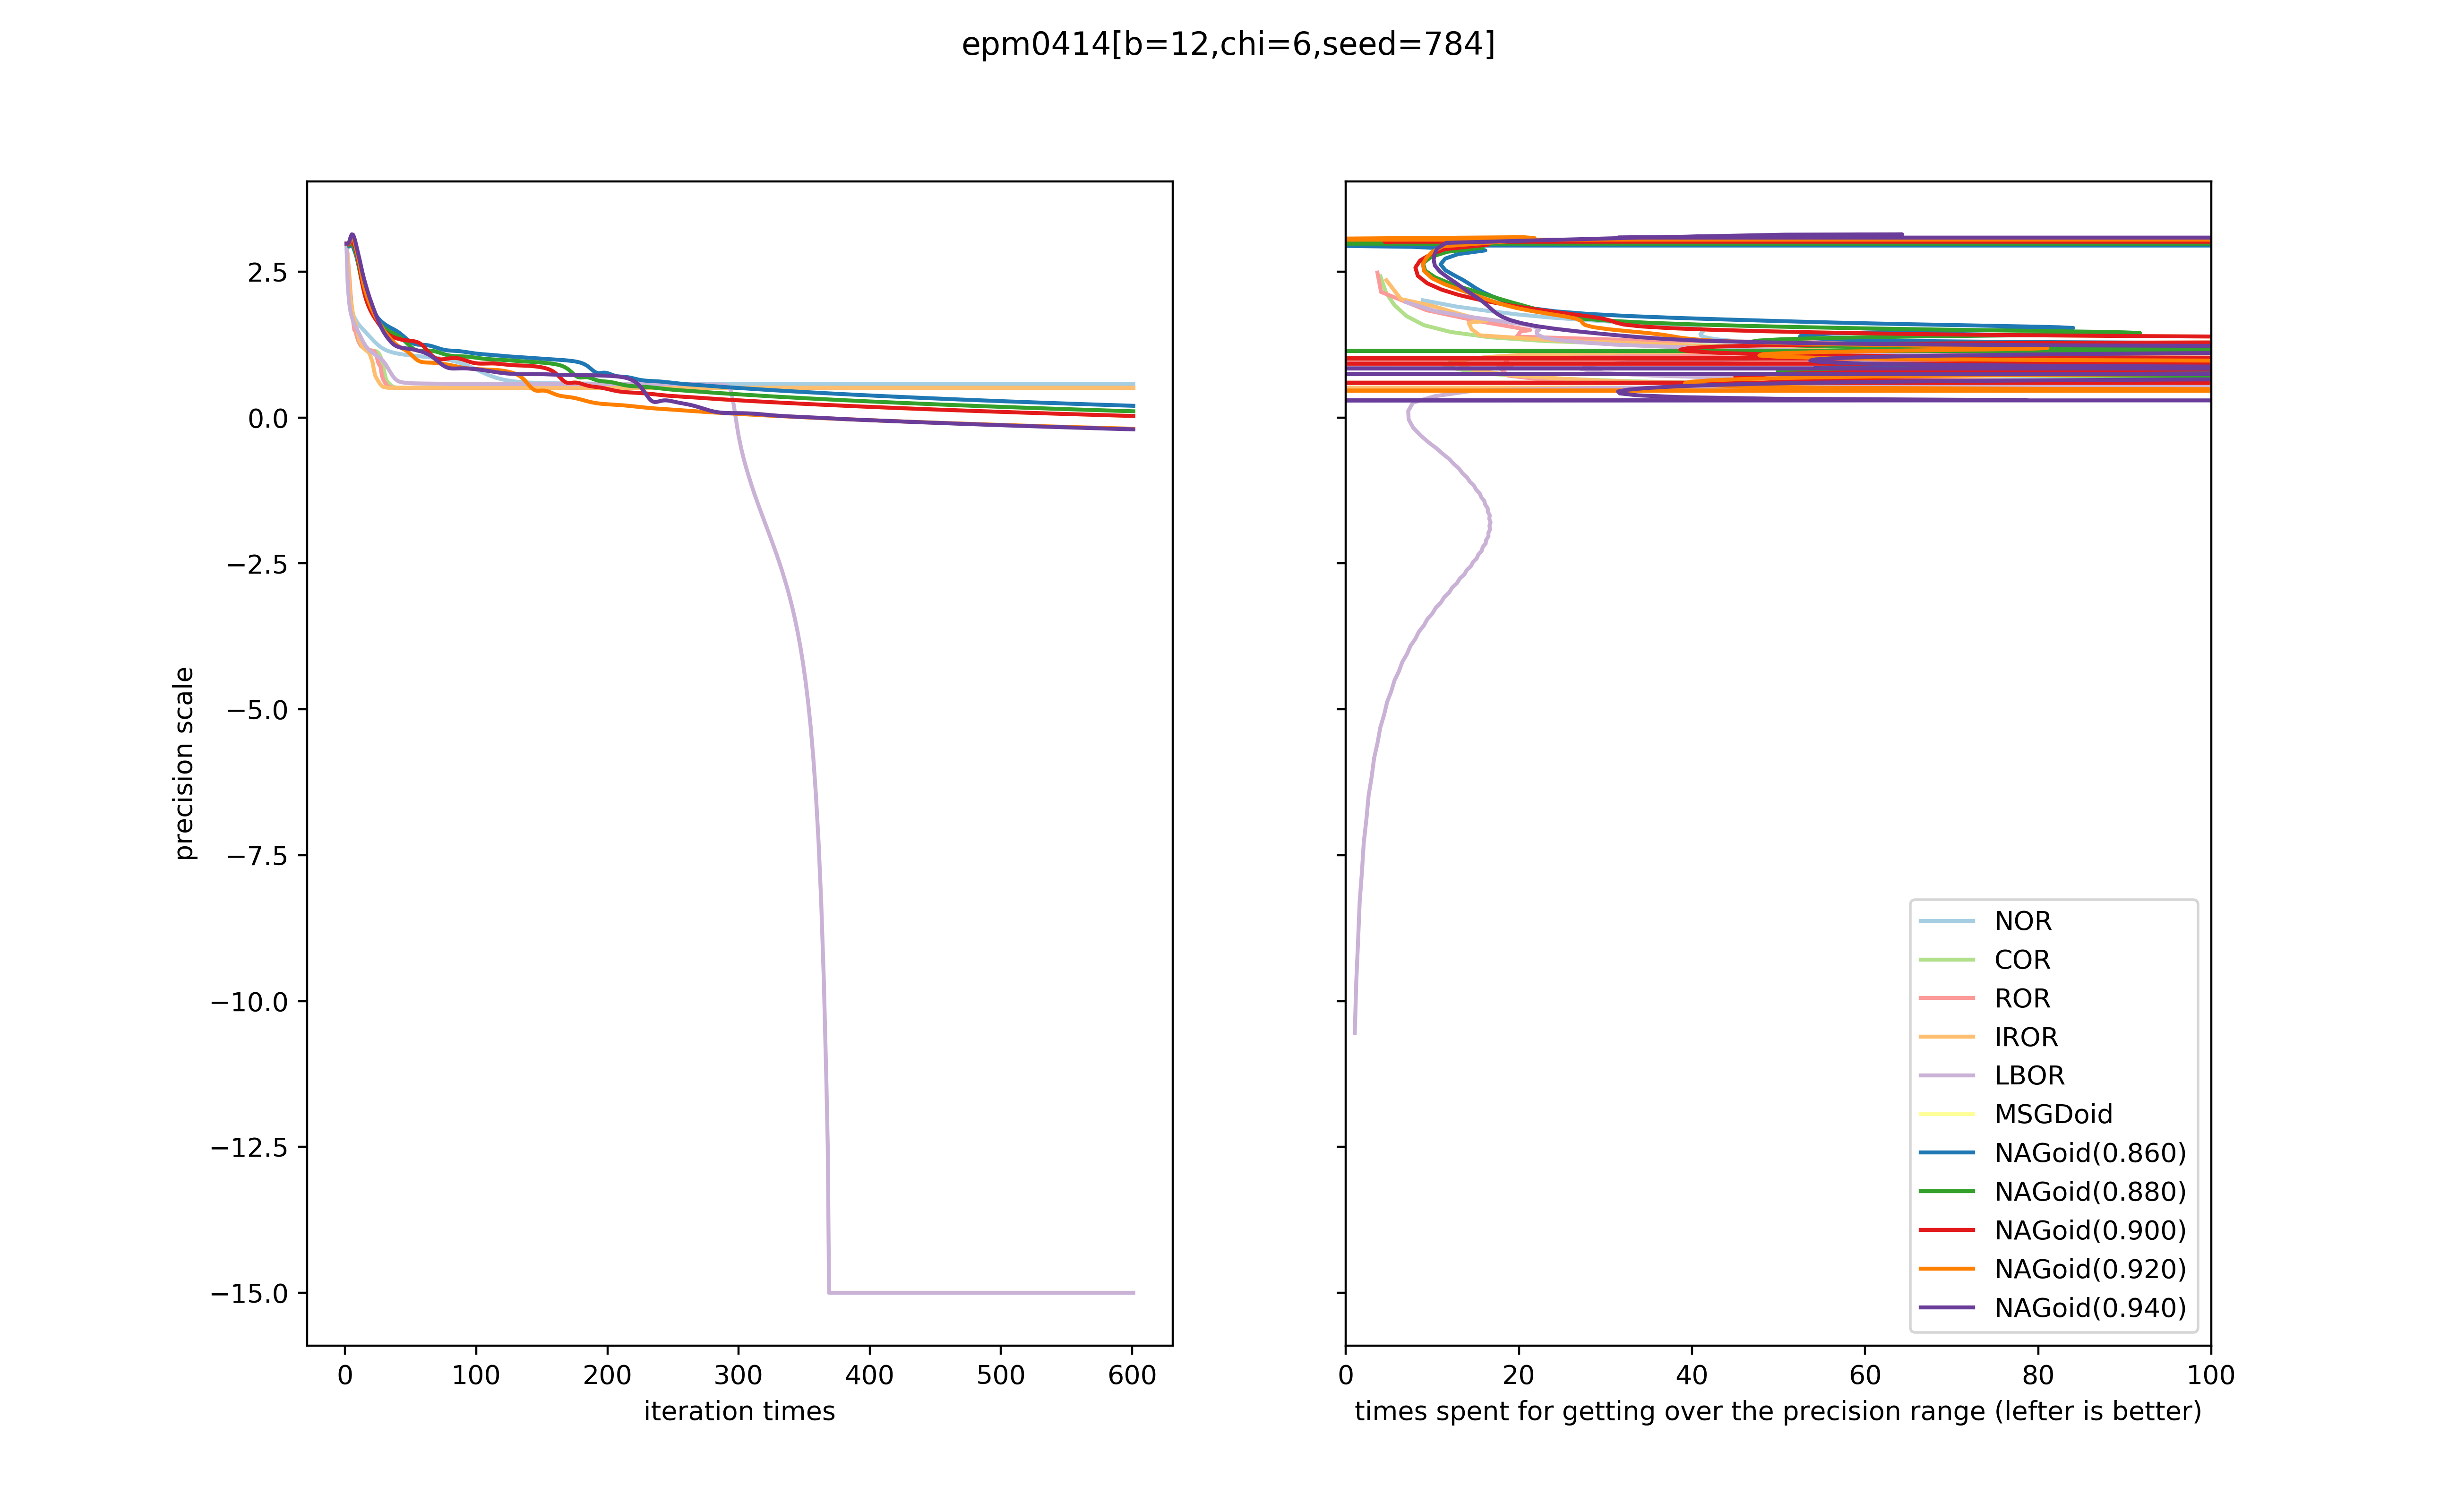 epm0414[b=12,chi=6,seed=784]
precision scale
2.5
0.0
−2.5
−5.0
−7.5
−10.0
−12.5
−15.0
0 100 200 300 400 500 600
iteration times
0 20 40 60 80 100
times spent for getting over the precision range (lefter is better)
NOR
COR
ROR
IROR
LBOR
MSGDoid
NAGoid(0.860)
NAGoid(0.880)
NAGoid(0.900)
NAGoid(0.920)
NAGoid(0.940)